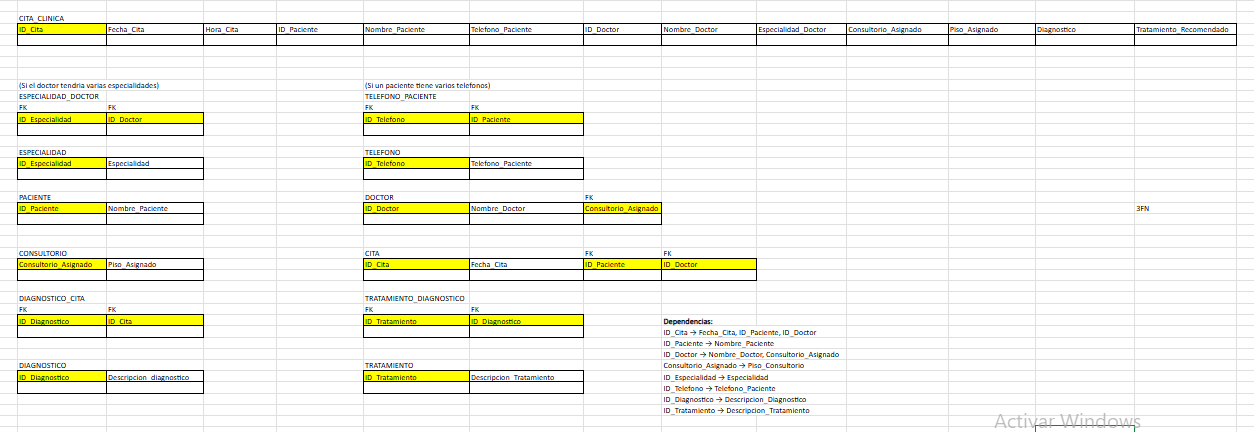 CITA_CLINICA
ID_Cita Fecha_Cita Hora_Cita ID_Paciente Nombre_Paciente Telefono_Paciente ID_Doctor Nombre_Doctor Especialidad_Doctor Consultorio_Asignado Piso_Asignado Diagnostico Tratamiento_Recomendado
(Si el doctor tendria varias especialidades) (Si un paciente tiene varios telefonos)
ESPECIALIDAD_DOCTOR TELEFONO_PACIENTE
FK FK FK FK
ID_Especialidad ID_Doctor ID_Telefono ID_Paciente
ESPECIALIDAD TELEFONO
ID_Especialidad Especialidad ID_Telefono Telefono_Paciente
PACIENTE DOCTOR FK
ID_Paciente Nombre_Paciente ID_Doctor Nombre_Doctor Consultorio_Asignado 3FN
CONSULTORIO CITA FK FK
Consultorio_Asignado Piso_Asignado ID_Cita Fecha_Cita ID_Paciente ID_Doctor
DIAGNOSTICO_CITA TRATAMIENTO_DIAGNOSTICO
FK FK FK FK
ID_Diagnostico ID_Cita ID_Tratamiento ID_Diagnostico Dependencias:
ID_Cita → Fecha_Cita, ID_Paciente, ID_Doctor
ID_Paciente → Nombre_Paciente
ID_Doctor → Nombre_Doctor, Consultorio_Asignado
DIAGNOSTICO TRATAMIENTO Consultorio_Asignado → Piso_Consultorio
ID_Diagnostico Descripcion_diagnostico ID_Tratamiento Descripcion_Tratamiento ID_Especialidad → Especialidad
ID_Telefono → Telefono_Paciente
ID_Diagnostico → Descripcion_Diagnostico
ID_Tratamiento → Descripcion_Tratamiento
Activar Windows